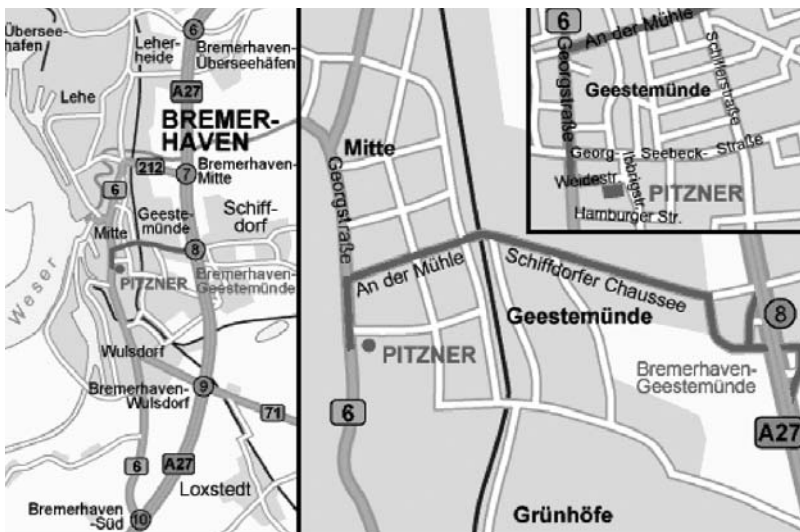 Übersee-
häfen
Leher-
heide
6
Bremerhaven-
Überseehäfen
Lehe
A27
BREMER-
HAVEN
212
Bremerhaven-
Mitte
7
6
Geeste-
münde
Schiff-
dorf
Mitte
8
Weser
PITZNER
Bremerhaven-
Geestemünde
Wulsdorf
Bremerhaven-
Wulsdorf
9
71
6
A27
Loxstedt
Bremerhaven
-Süd
10
Mitte
Georgstraße
An der Mühle
Schiffdorfer Chaussee
Geestemünde
PITZNER
8
Bremerhaven-
Geestemünde
6
A27
Grünhöfe
6
An der Mühle
Georgstraße
Schillerstraße
Geestemünde
Georg-Seebeck-Straße
Ibbrigstr.
Weidestr.
PITZNER
Hamburger Str.